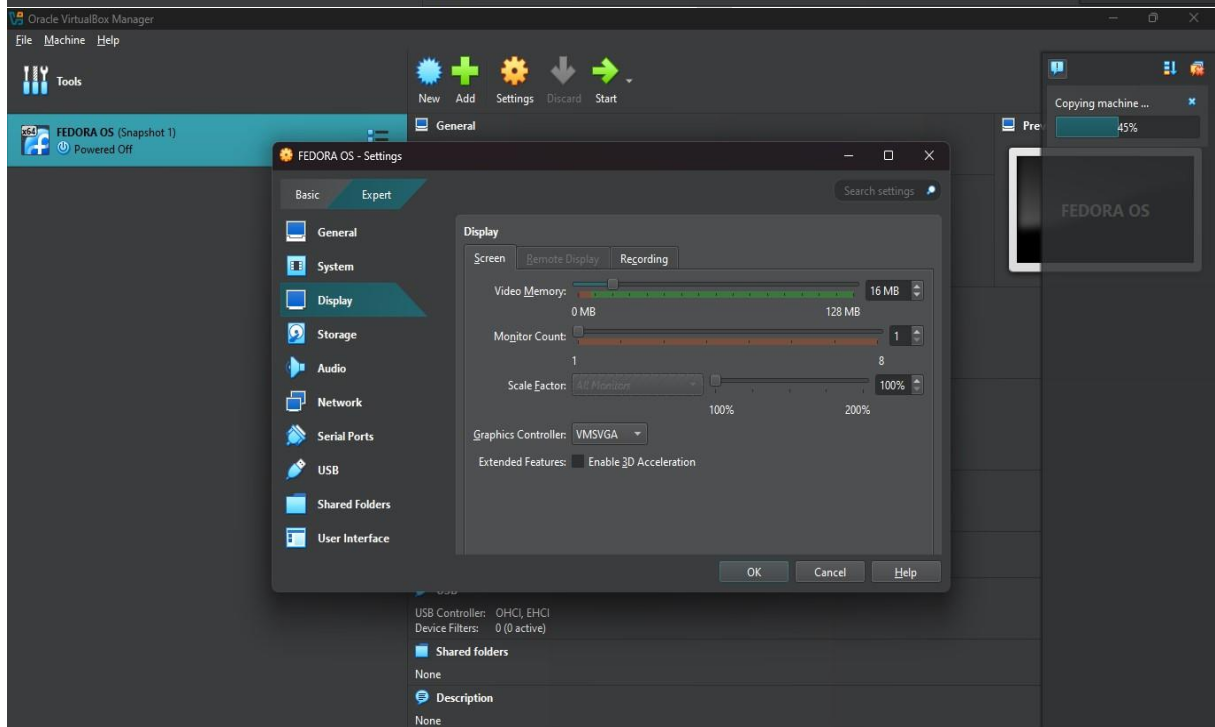 Oracle VirtualBox Manager
File Machine Help
Tools
New Add Settings Discard Start
Copying machine ...
45%
x64 FEDORA OS (Snapshot 1)
Powered Off
General
Pre
FEDORA OS
FEDORA OS - Settings
Basic Expert
Search settings
General
System
Display
Storage
Audio
Network
Serial Ports
USB
Shared Folders
User Interface
Display
Screen Remote Display Recording
Video Memory: 16 MB
0 MB 128 MB
Monitor Count: 1
1 8
Scale Factor: All Monitors 100%
100% 200%
Graphics Controller: VMSVGA
Extended Features: Enable 3D Acceleration
OK Cancel Help
USB
USB Controller: OHCI, EHCI
Device Filters: 0 (0 active)
Shared folders
None
Description
None